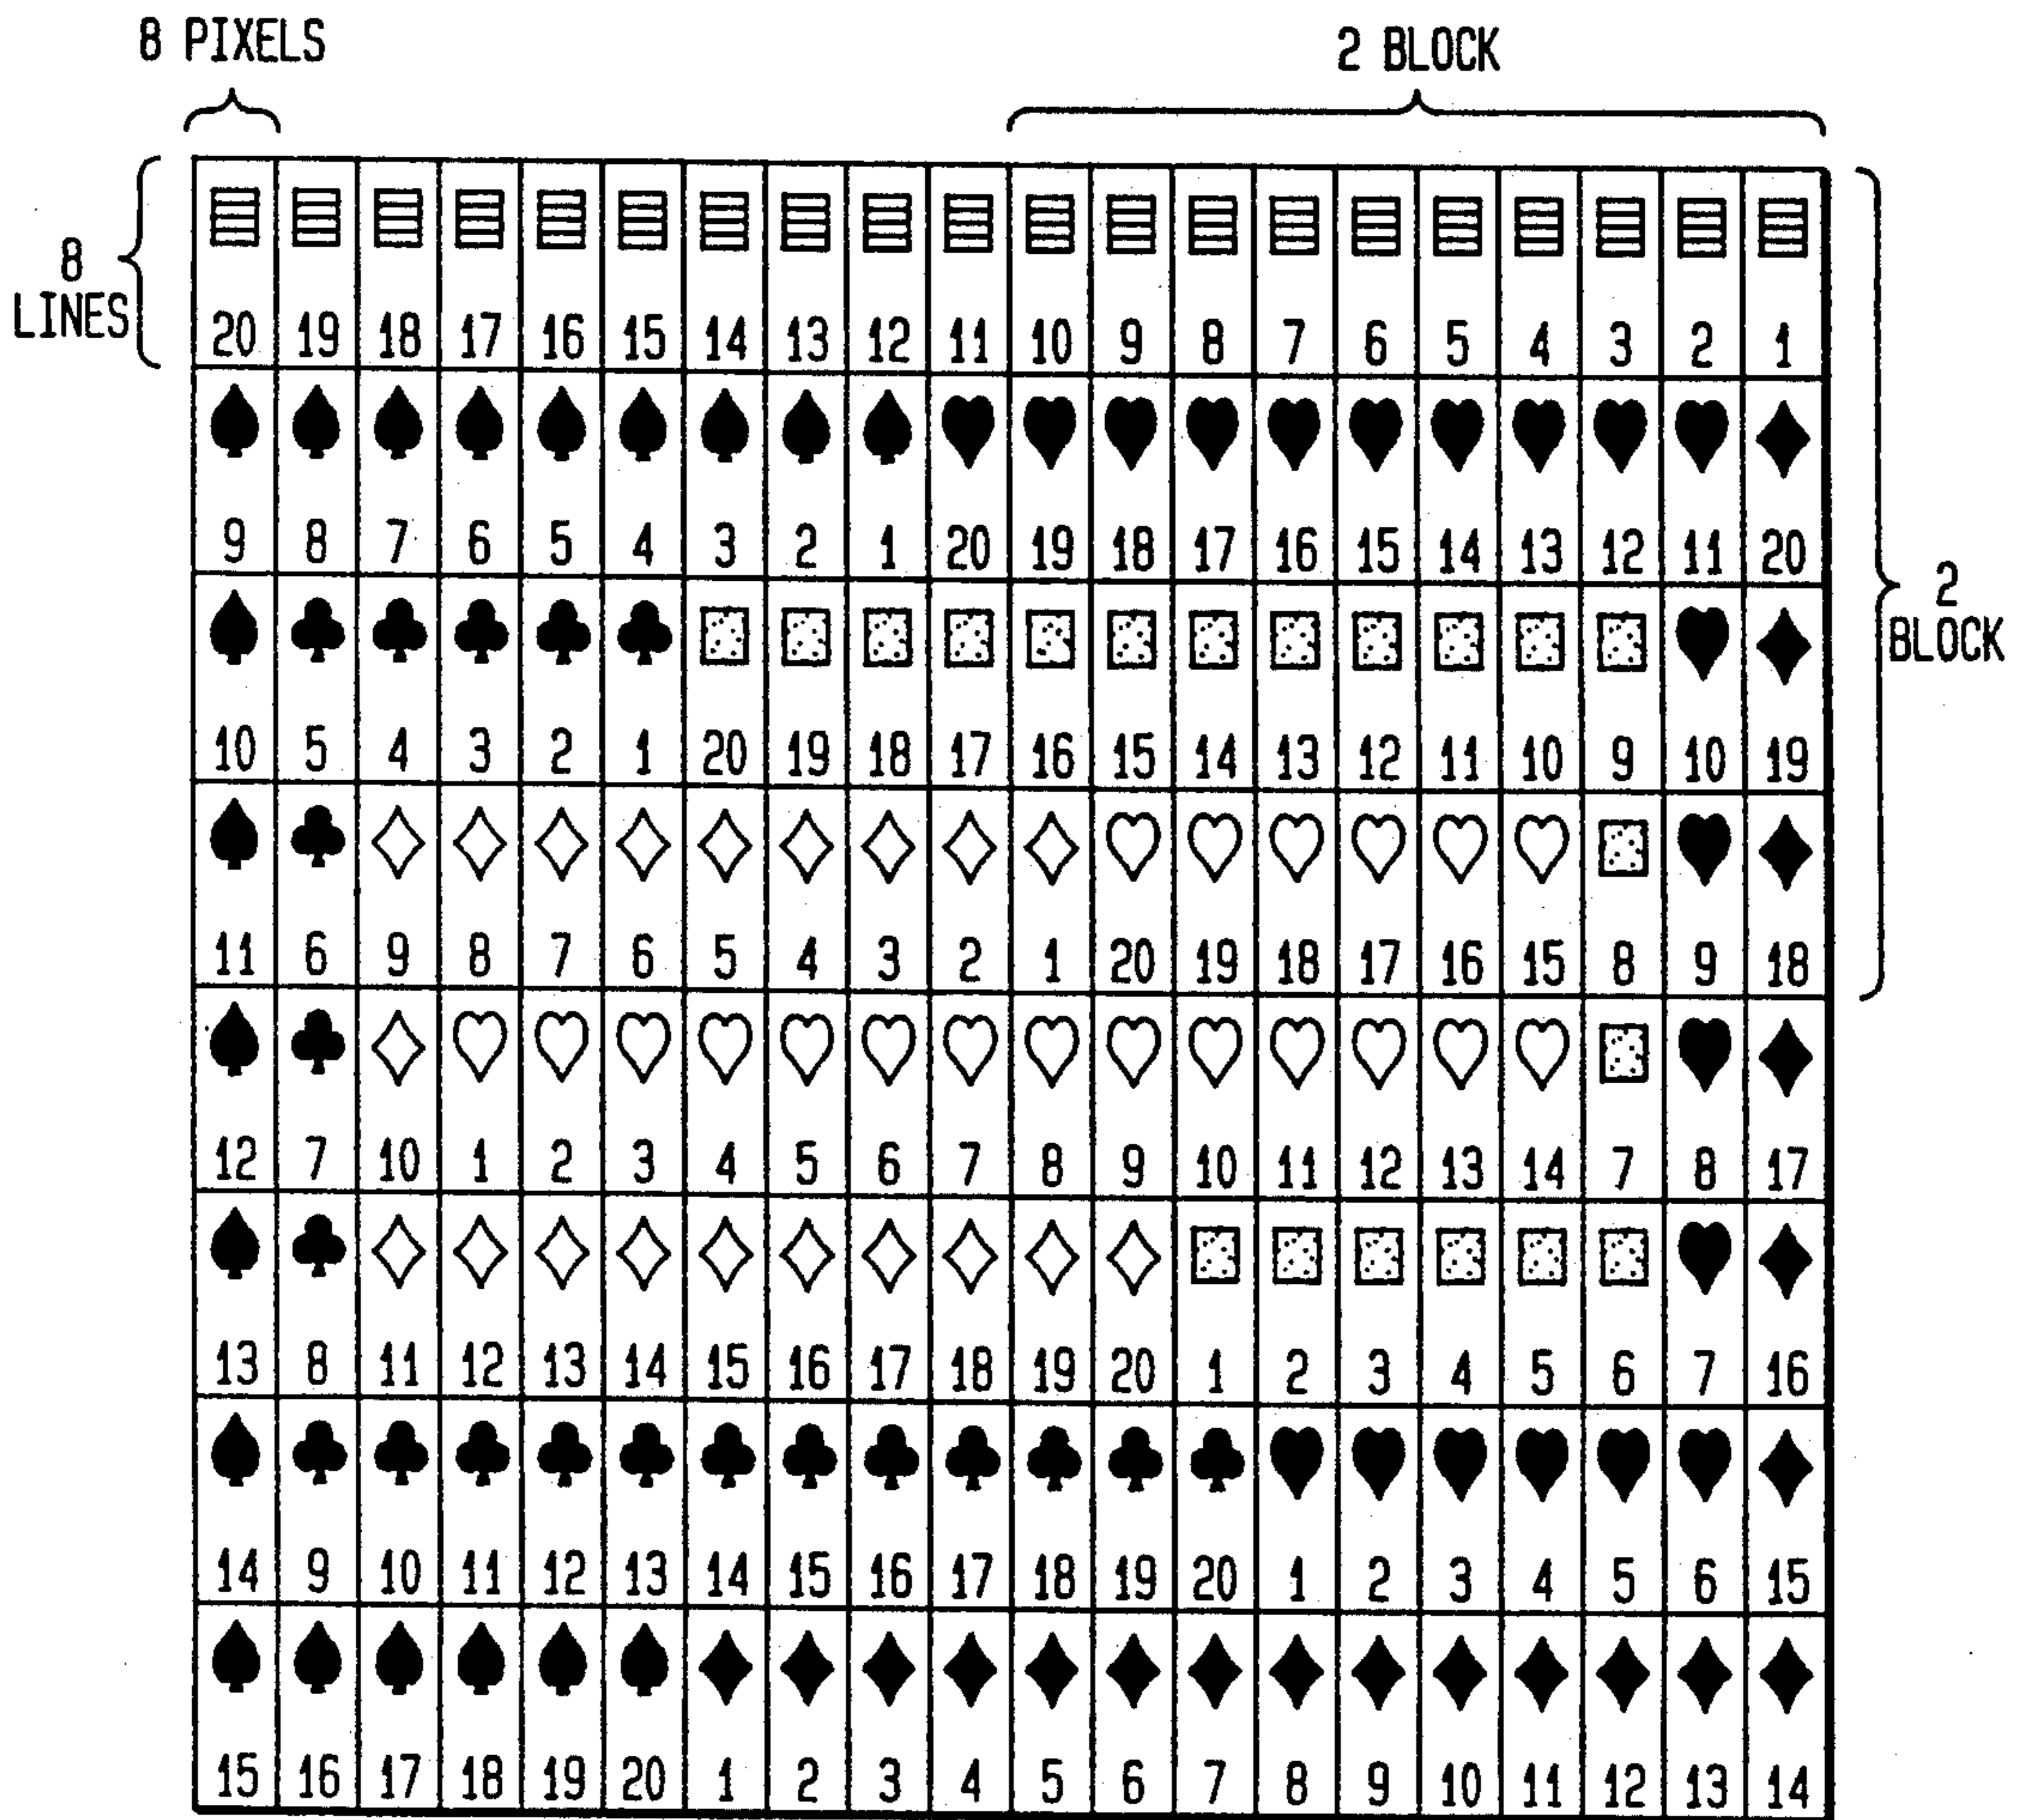 8 PIXELS
2 BLOCK
8
LINES
20 19 18 17 16 15 14 13 12 11 10 9 8 7 6 5 4 3 2 1
9 8 7 6 5 4 3 2 1 20 19 18 17 16 15 14 13 12 11 20
2
BLOCK
10 5 4 3 2 1 20 19 18 17 16 15 14 13 12 11 10 9 10 19
11 6 9 8 7 6 5 4 3 2 1 20 19 18 17 16 15 8 9 18
12 7 10 1 2 3 4 5 6 7 8 9 10 11 12 13 14 7 8 17
13 8 11 12 13 14 15 16 17 18 19 20 1 2 3 4 5 6 7 16
14 9 10 11 12 13 14 15 16 17 18 19 20 1 2 3 4 5 6 15
15 16 17 18 19 20 1 2 3 4 5 6 7 8 9 10 11 12 13 14